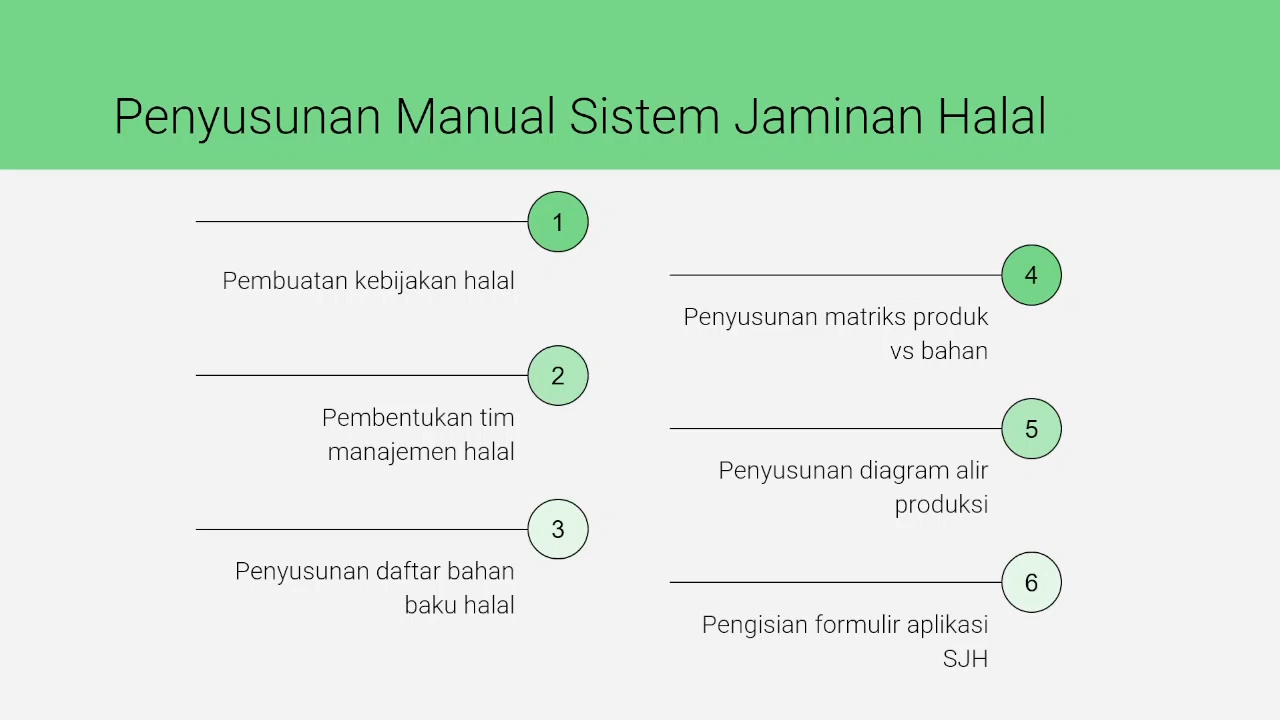 Penyusunan Manual Sistem Jaminan Halal
1
Pembuatan kebijakan halal
2
Pembentukan tim
manajemen halal
3
Penyusunan daftar bahan
baku halal
4
Penyusunan matriks produk
vs bahan
5
Penyusunan diagram alir
produksi
6
Pengisian formulir aplikasi
SJH